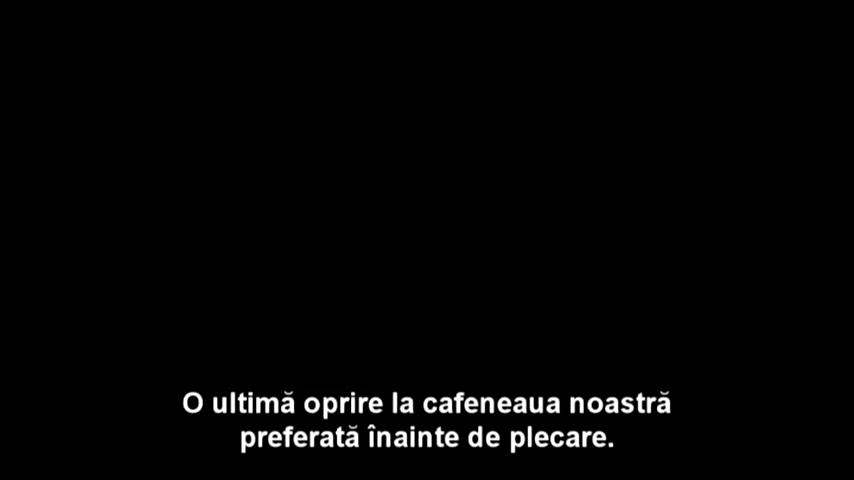 O ultimă oprire la cafeneaua noastră
preferată înainte de plecare.